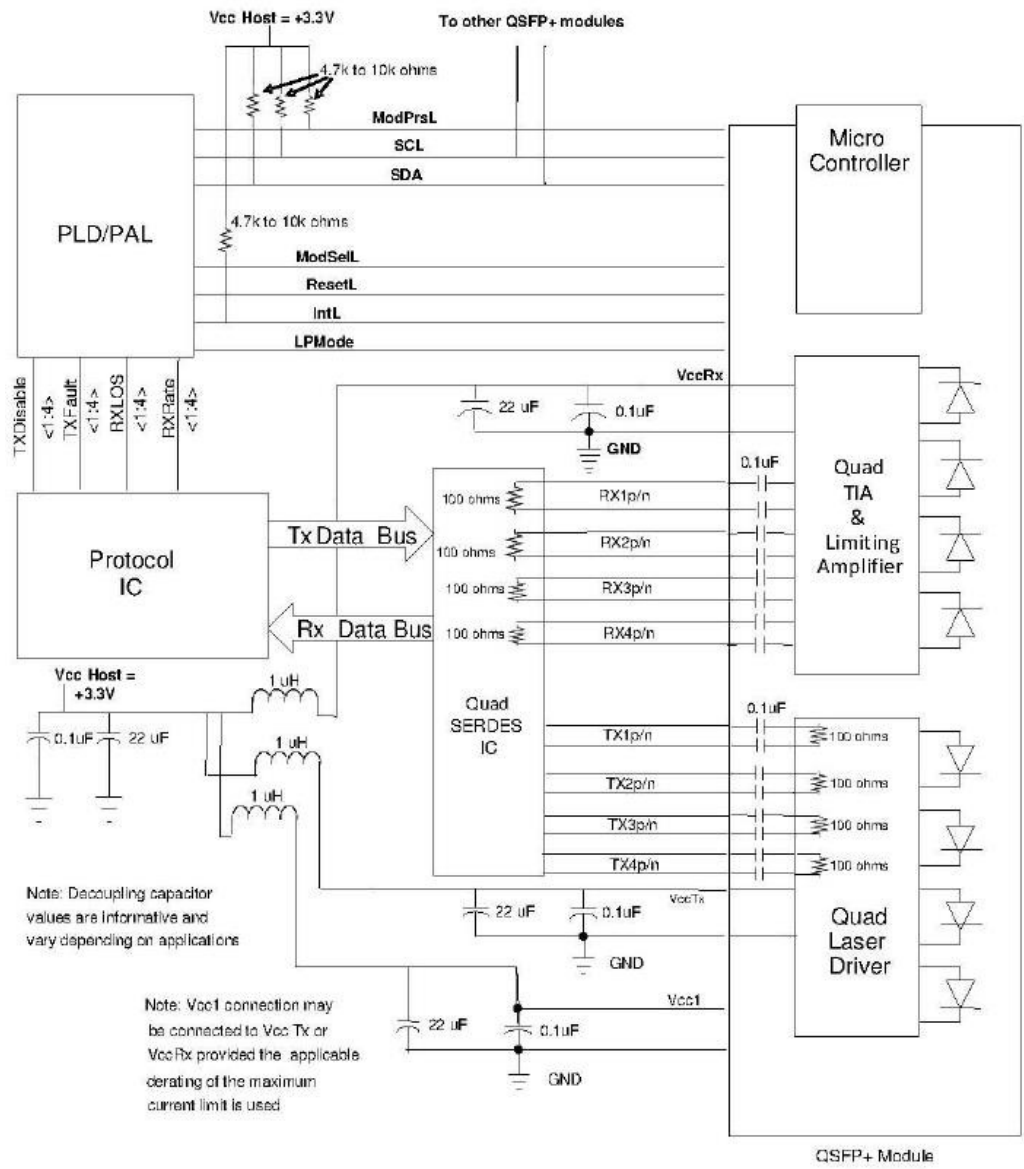 Vcc Host = +3.3V
To other QSFP+ modules
4.7k to 10k ohms
ModPrsL
SCL
SDA
Micro
Controller
PLD/PAL
4.7k to 10k ohms
ModSelL
ResetL
IntL
LPMode
TXDisable
<1:4>
TXFault
<1:4>
RXLOS
<1:4>
RXRate
<1:4>
VccRx
22 uF
0.1uF
GND
0.1uF
Quad
TIA
&
Limiting
Amplifier
100 ohms
RX1p/n
100 ohms
RX2p/n
100 ohms
RX3p/n
100 ohms
RX4p/n
Tx Data Bus
Rx Data Bus
Protocol
IC
Vcc Host =
+3.3V
0.1uF
22 uF
1 uH
1 uH
1 uH
Quad
SERDES
IC
0.1uF
TX1p/n
100 ohms
TX2p/n
100 ohms
TX3p/n
100 ohms
TX4p/n
100 ohms
Note: Decoupling capacitor
values are informative and
vary depending on applications
VccTx
22 uF
0.1uF
GND
Quad
Laser
Driver
Note: Vcc1 connection may
be connected to Vcc Tx or
VccRx provided the applicable
derating of the maximum
current limit is used
Vcc1
22 uF
0.1uF
GND
QSFP+ Module